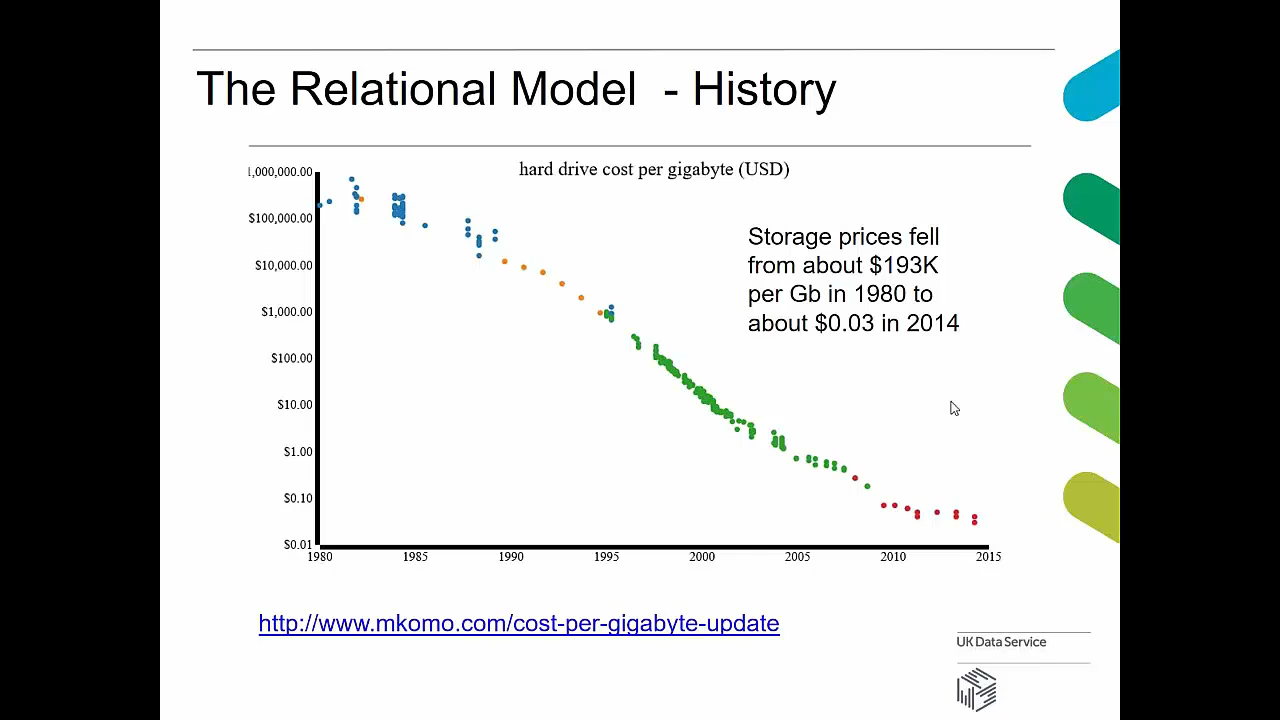 The Relational Model - History
hard drive cost per gigabyte (USD)
1,000,000.00
$100,000.00
$10,000.00
$1,000.00
$100.00
$10.00
$1.00
$0.10
$0.01
1980 1985 1990 1995 2000 2005 2010 2015
Storage prices fell
from about $193K
per Gb in 1980 to
about $0.03 in 2014
http://www.mkomo.com/cost-per-gigabyte-update
UK Data Service